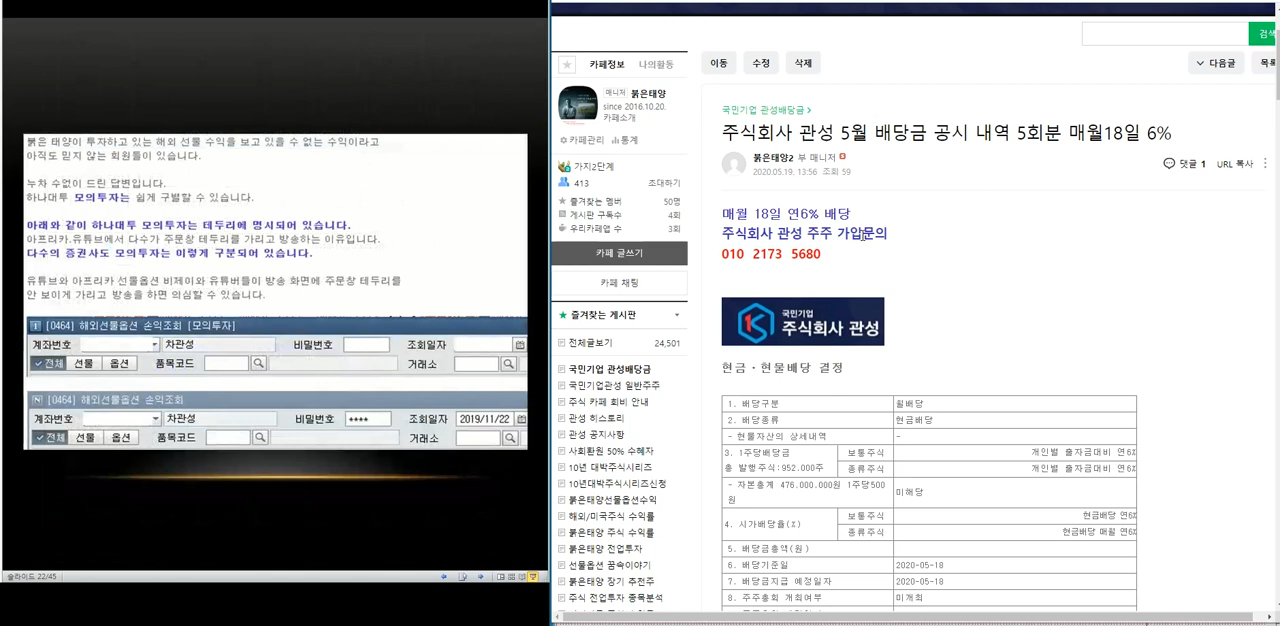 붉은 태양이 투자하고 있는 해외 선물 수익을 보고 있을 수 없는 수익이라고
아직도 믿지 않는 회원들이 있습니다.
누차 수없이 드린 답변입니다.
하나대투 모의투자는 쉽게 구별할 수 있습니다.
아래와 같이 하나대투 모의투자는 테두리에 명시되어 있습니다.
아프리카.유튜브에서 다수가 주문창 테두리를 가리고 방송하는 이유입니다.
다수의 증권사도 모의투자는 이렇게 구분되어 있습니다.
유튜브와 아프리카 선물옵션 비제이와 유튜버들이 방송 화면에 주문창 테두리를
안 보이게 가리고 방송을 하면 의심할 수 있습니다.
[0464] 해외선물옵션 손익조회 [모의투자]
계좌번호 차관성 비밀번호 조회일자
전체 선물 옵션 품목코드 거래소
[0464] 해외선물옵션 손익조회
계좌번호 차관성 비밀번호 **** 조회일자 2019/11/22
전체 선물 옵션 품목코드 거래소
슬라이드 22/45
검색
카페정보 나의활동
매니저 붉은태양
since 2016.10.20.
카페소개
카페관리 통계
가지2단계
413 초대하기
즐겨찾는 멤버 50명
게시판 구독수 4회
우리카페앱 수 3회
카페 글쓰기
카페 채팅
즐겨찾는 게시판
전체글보기 24,501
국민기업 관성배당금
국민기업관성 일반주주
주식 카페 회비 안내
관성 히스토리
관성 공지사항
사회환원 50% 수혜자
10년 대박주식시리즈
10년대박주식시리즈신청
붉은태양선물옵션수익
해외/미국주식 수익률
붉은태양 주식 수익률
붉은태양 전업투자
선물옵션 꿈속이야기
붉은태양 장기 추천주
주식 전업투자 종목분석
이동 수정 삭제 다음글 목록
국민기업 관성배당금 >
주식회사 관성 5월 배당금 공시 내역 5회분 매월18일 6%
붉은태양2 부 매니저
2020.05.19. 13:56 조회 59
댓글 1 URL 복사
매월 18일 연6% 배당
주식회사 관성 주주 가입문의
010 2173 5680
국민기업
주식회사 관성
현금ㆍ현물배당 결정
1. 배당구분 월배당
2. 배당종류 현금배당
- 현물자산의 상세내역 -
3. 1주당배당금 보통주식 개인별 출자금대비 연6%
총 발행주식:952.000주 종류주식 개인별 출자금대비 연6%
- 자본총계 476.000.000원 1주당500원 미해당
4. 시가배당율(%) 보통주식 현금배당 연6%
종류주식 현금배당 매월 연6%
5. 배당금총액(원)
6. 배당기준일 2020-05-18
7. 배당금지급 예정일자 2020-05-18
8. 주주총회 개최여부 미개최